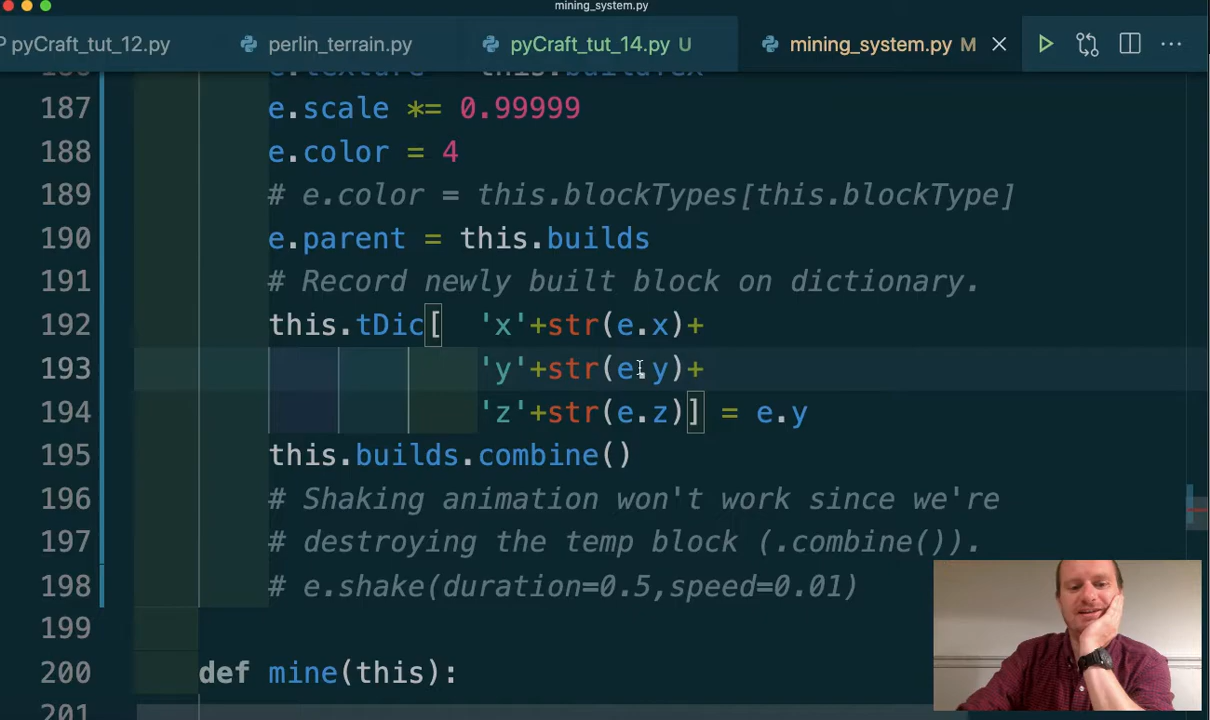 mining_system.py
pyCraft_tut_12.py perlin_terrain.py pyCraft_tut_14.py U mining_system.py M
187 e.scale *= 0.99999
188 e.color = 4
189 # e.color = this.blockTypes[this.blockType]
190 e.parent = this.builds
191 # Record newly built block on dictionary.
192 this.tDic[ 'x'+str(e.x)+
193 'y'+str(e.y)+
194 'z'+str(e.z)] = e.y
195 this.builds.combine()
196 # Shaking animation won't work since we're
197 # destroying the temp block (.combine()).
198 # e.shake(duration=0.5,speed=0.01)
199
200 def mine(this):
201